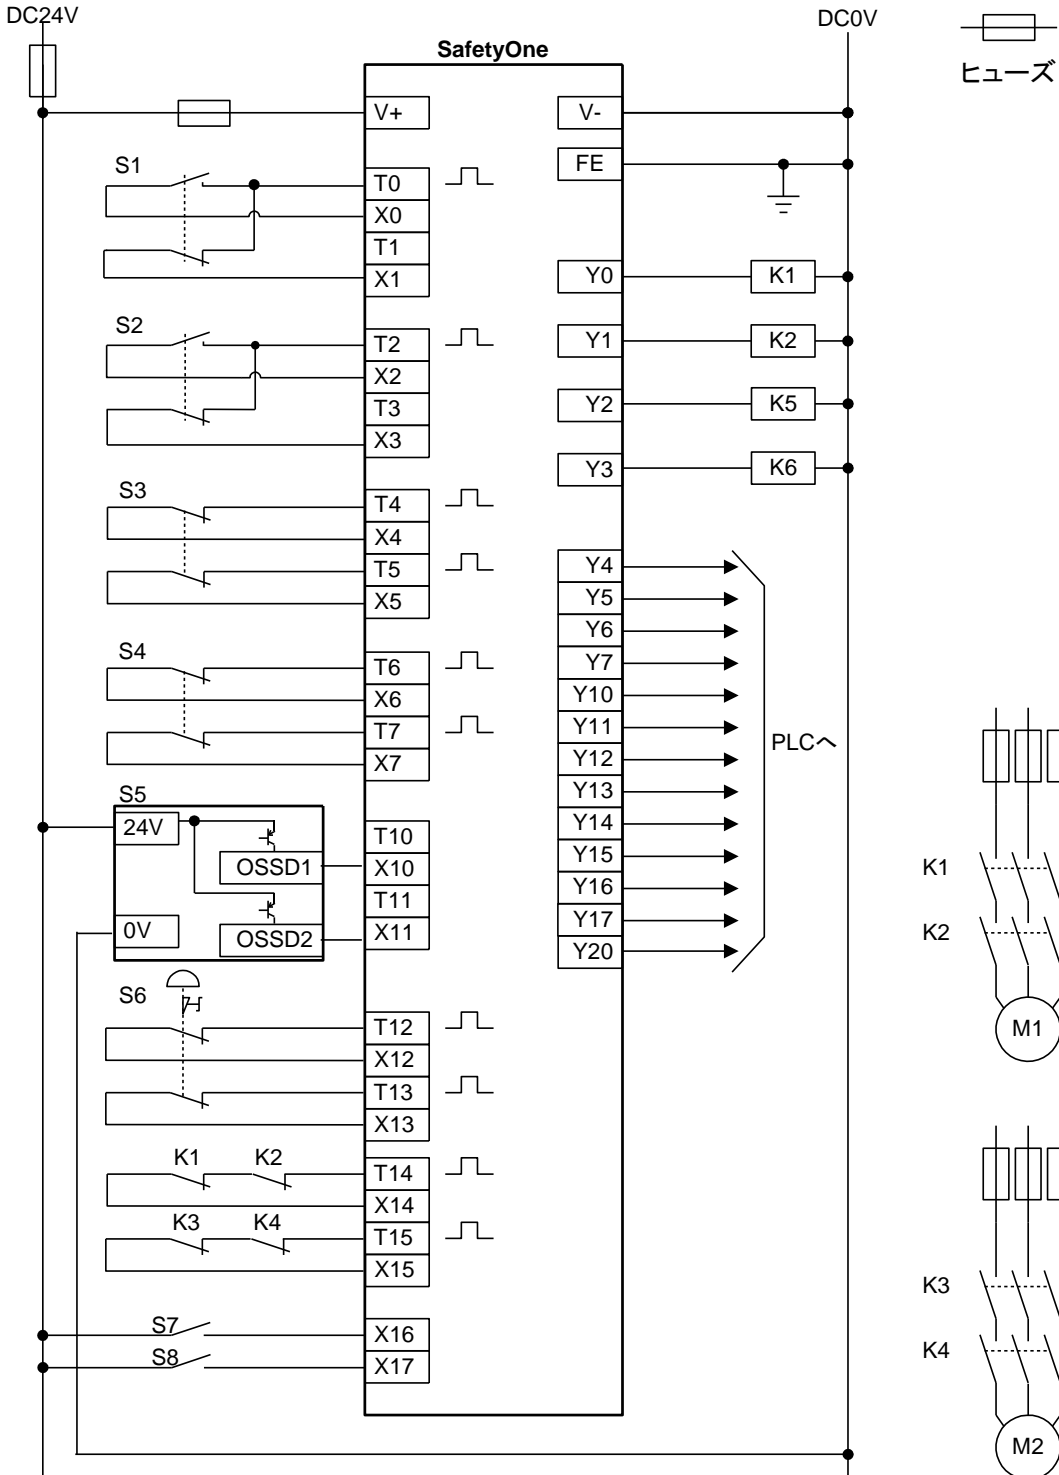 DC24V
DC0V
ヒューズ
SafetyOne
V+
V-
FE
S1
T0
X0
T1
X1
Y0
K1
S2
T2
X2
T3
X3
Y1
K2
Y2
K5
Y3
K6
S3
T4
X4
T5
X5
Y4
Y5
Y6
Y7
Y10
Y11
Y12
Y13
Y14
Y15
Y16
Y17
Y20
PLCへ
S4
T6
X6
T7
X7
S5
24V
OSSD1
0V
OSSD2
T10
X10
T11
X11
S6
T12
X12
T13
X13
K1 K2
T14
X14
K3 K4
T15
X15
S7
X16
S8
X17
K1
K2
M1
K3
K4
M2